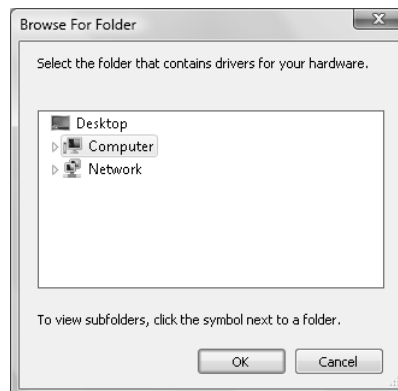 Browse For Folder
Select the folder that contains drivers for your hardware.
Desktop
Computer
Network
To view subfolders, click the symbol next to a folder.
OK Cancel